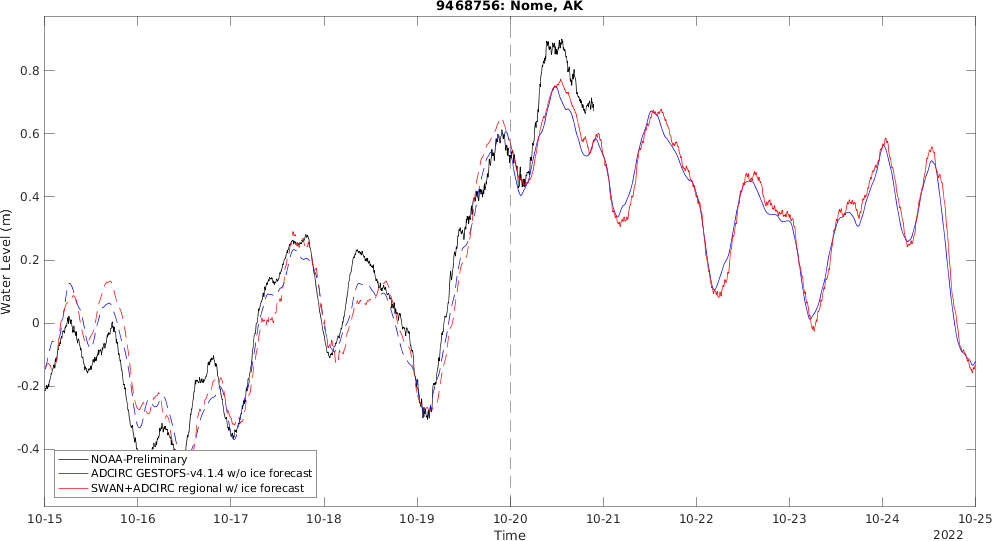 9468756: Nome, AK
Water Level (m)
0.8
0.6
0.4
0.2
0
-0.2
-0.4
NOAA-Preliminary
ADCIRC GESTOFS-v4.1.4 w/o ice forecast
SWAN+ADCIRC regional w/ ice forecast
10-15 10-16 10-17 10-18 10-19 10-20 10-21 10-22 10-23 10-24 10-25
Time
2022